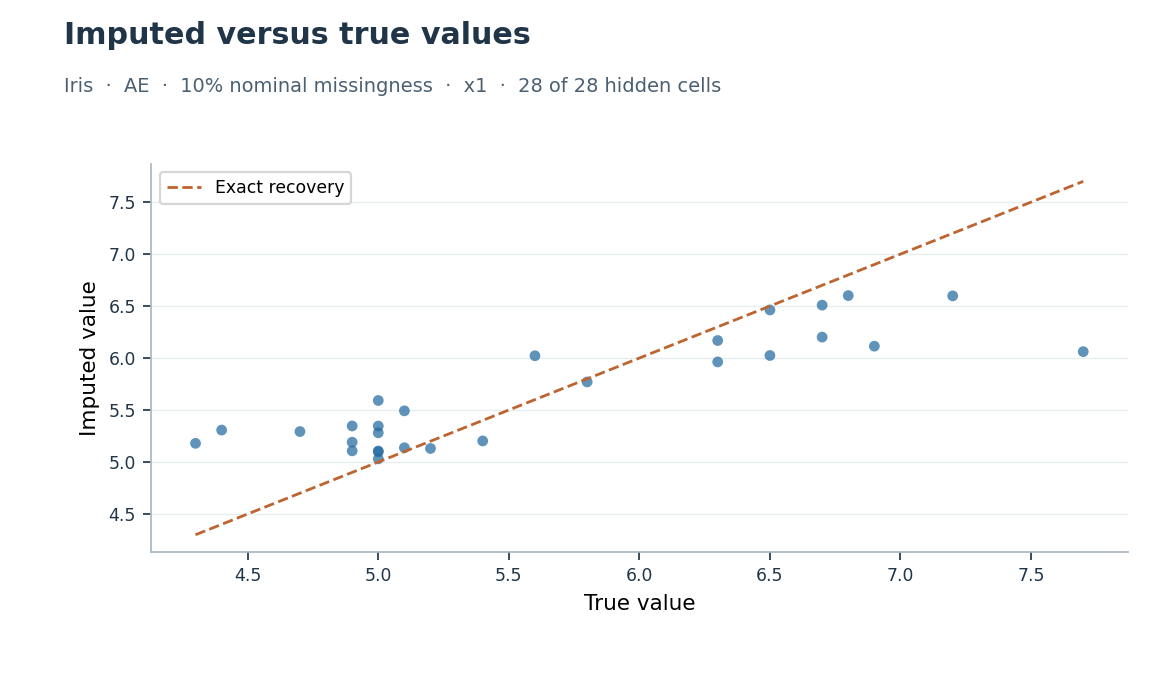 Imputed versus true values
Iris · AE · 10% nominal missingness · x1 · 28 of 28 hidden cells
Exact recovery
7.5
7.0
6.5
6.0
5.5
5.0
4.5
Imputed value
4.5 5.0 5.5 6.0 6.5 7.0 7.5
True value